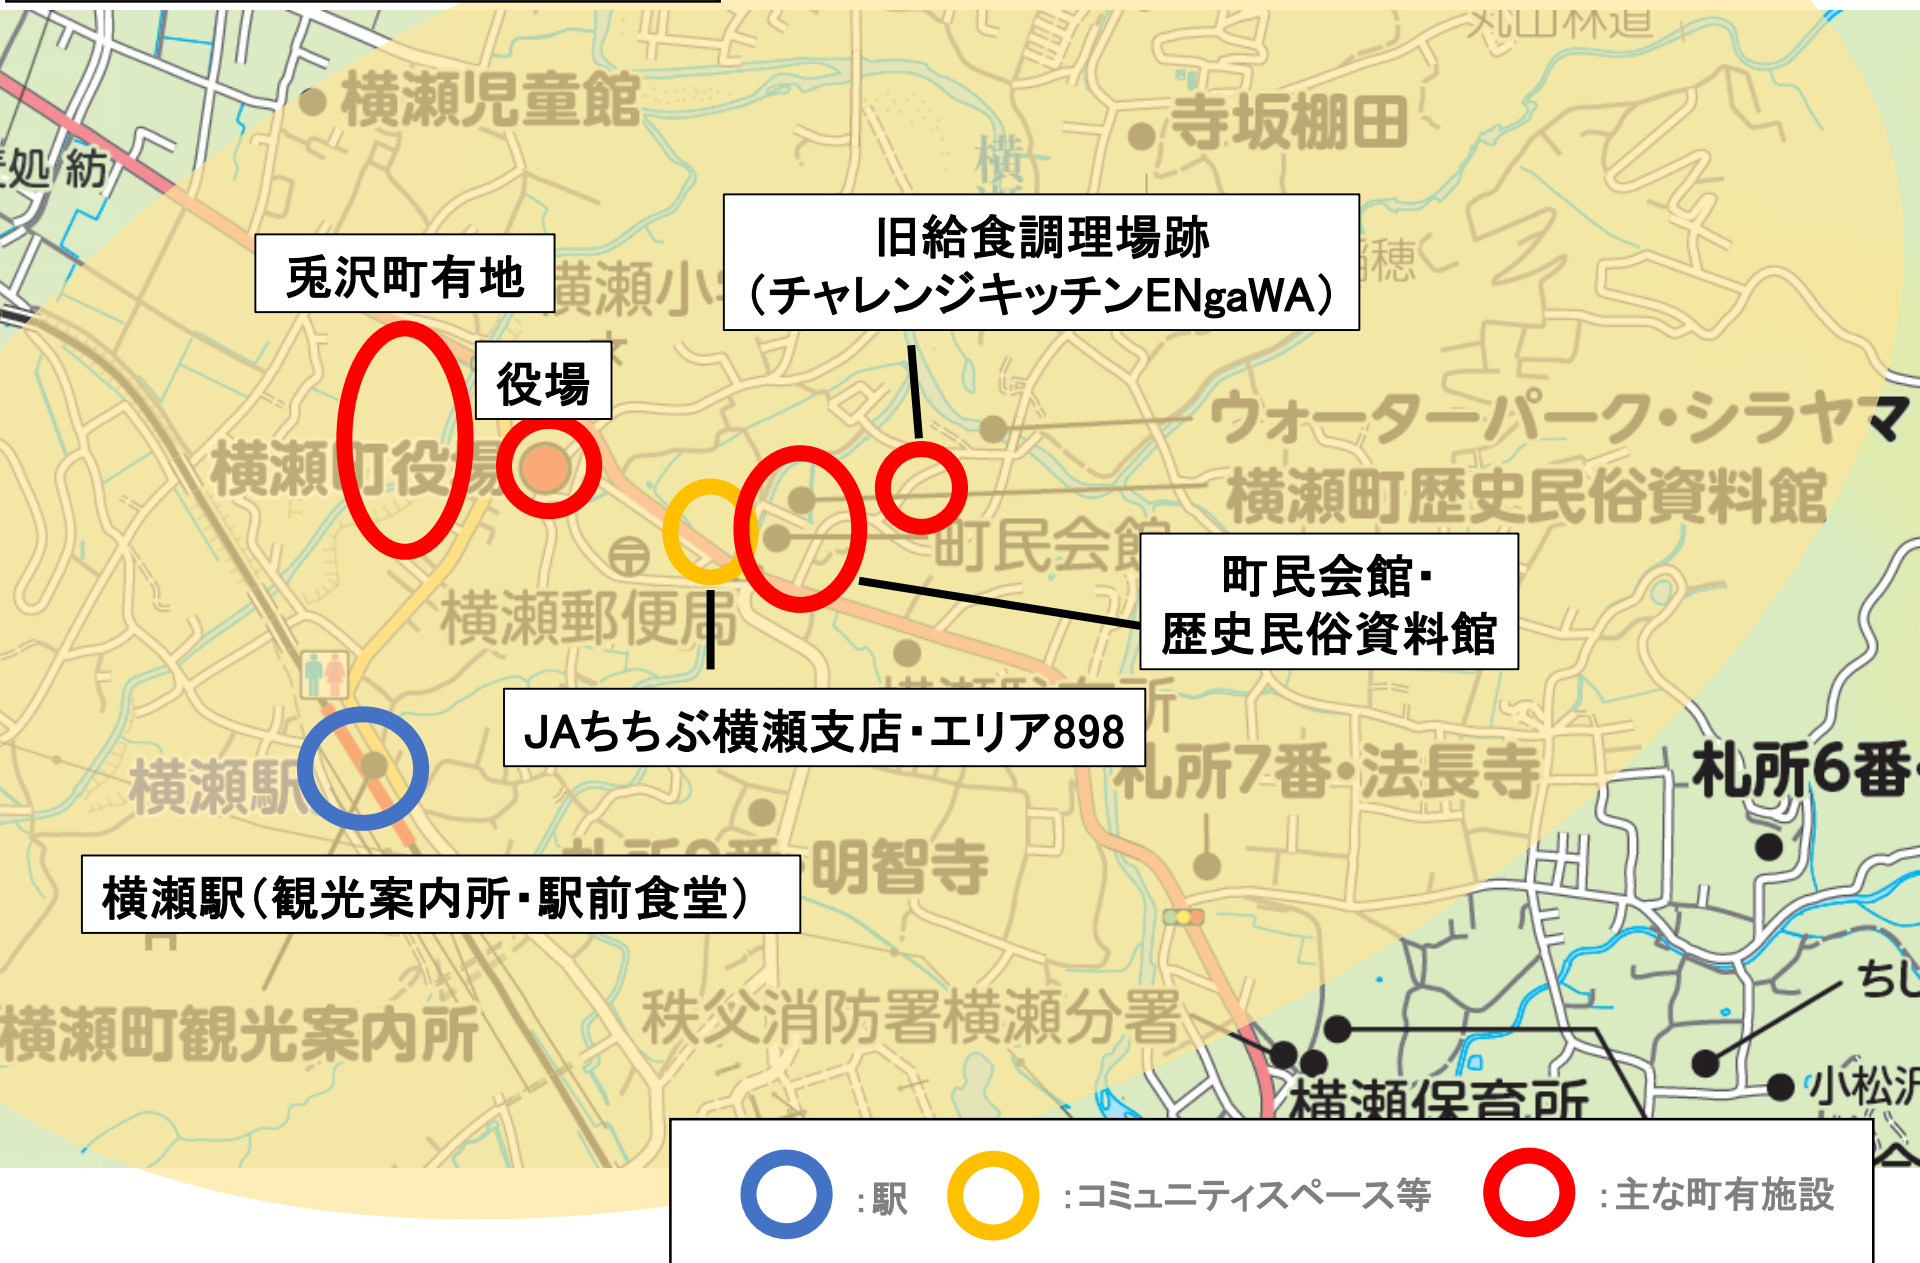 丸山林道
横瀬児童館
寺坂棚田
処 紡
横
旧給食調理場跡
(チャレンジキッチンENgaWA)
兎沢町有地
横瀬小
穂
役場
ウォーターパーク・シラヤマ
横瀬町役場
横瀬町歴史民俗資料館
町民会館
町民会館・
歴史民俗資料館
横瀬郵便局
所
JAちちぶ横瀬支店・エリア898
横瀬駅
札所7番・法長寺
札所6番・
明智寺
横瀬駅(観光案内所・駅前食堂)
ちし
横瀬町観光案内所
秩父消防署横瀬分署
小松沢
横瀬保育所
:駅
:コミュニティスペース等
:主な町有施設